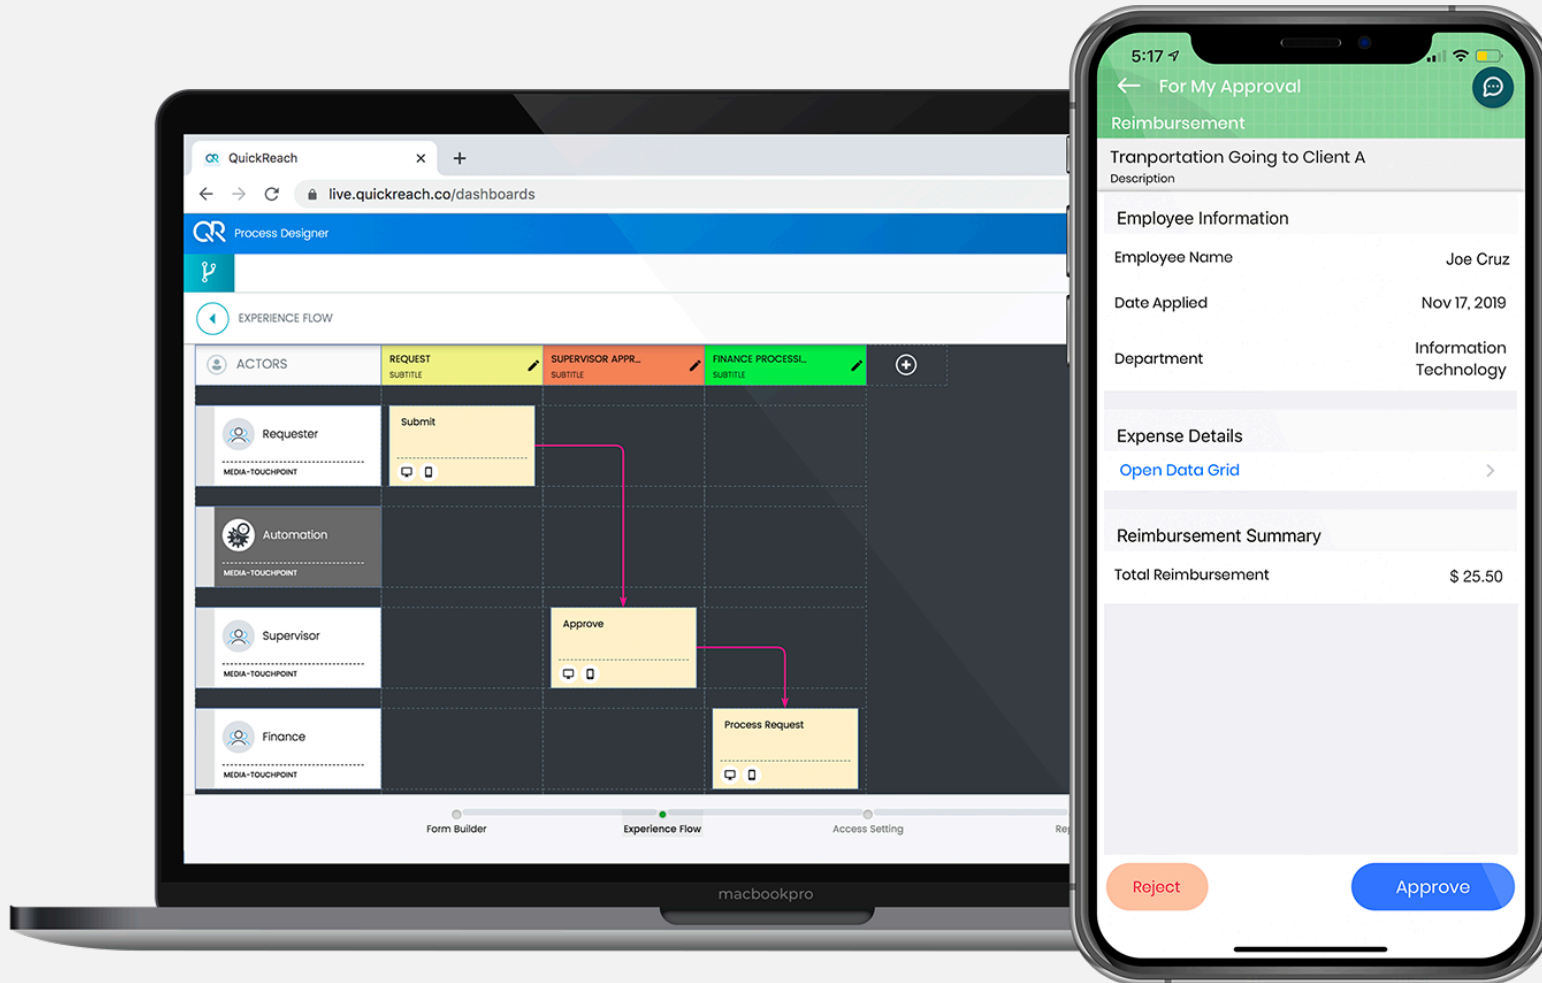 QuickReach
live.quickreach.co/dashboards
QR Process Designer
EXPERIENCE FLOW
ACTORS
REQUEST
SUBTITLE
SUPERVISOR APPR...
SUBTITLE
FINANCE PROCESSI...
SUBTITLE
Requester
MEDIA-TOUCHPOINT
Submit
Automation
MEDIA-TOUCHPOINT
Supervisor
MEDIA-TOUCHPOINT
Approve
Finance
MEDIA-TOUCHPOINT
Process Request
Form Builder
Experience Flow
Access Setting
macbookpro
5:17
For My Approval
Reimbursement
Tranportation Going to Client A
Description
Employee Information
Employee Name
Joe Cruz
Date Applied
Nov 17, 2019
Department
Information
Technology
Expense Details
Open Data Grid
Reimbursement Summary
Total Reimbursement
$ 25.50
Reject
Approve